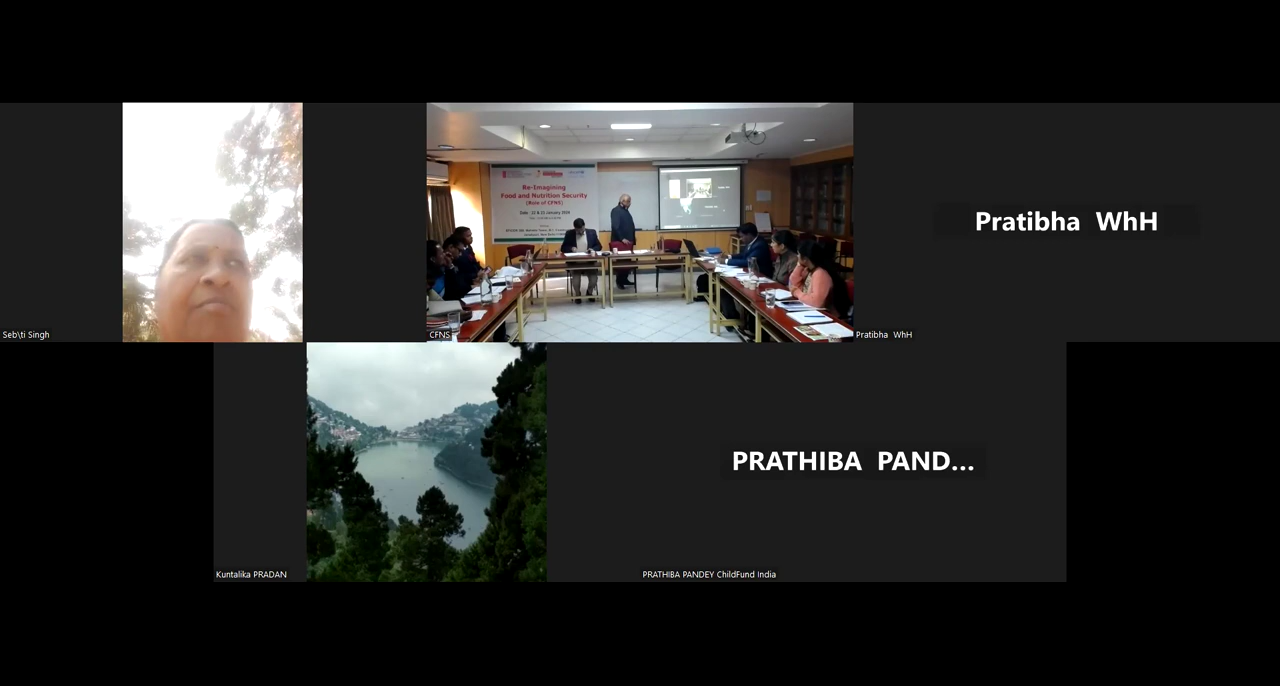 Re-Imagining
Food and Nutrition Security
(Role of CFNS)
Pratibha WhH
Seb\ti Singh
CFNS
Pratibha WhH
PRATHIBA PAND...
Kuntalika PRADAN
PRATHIBA PANDEY ChildFund India